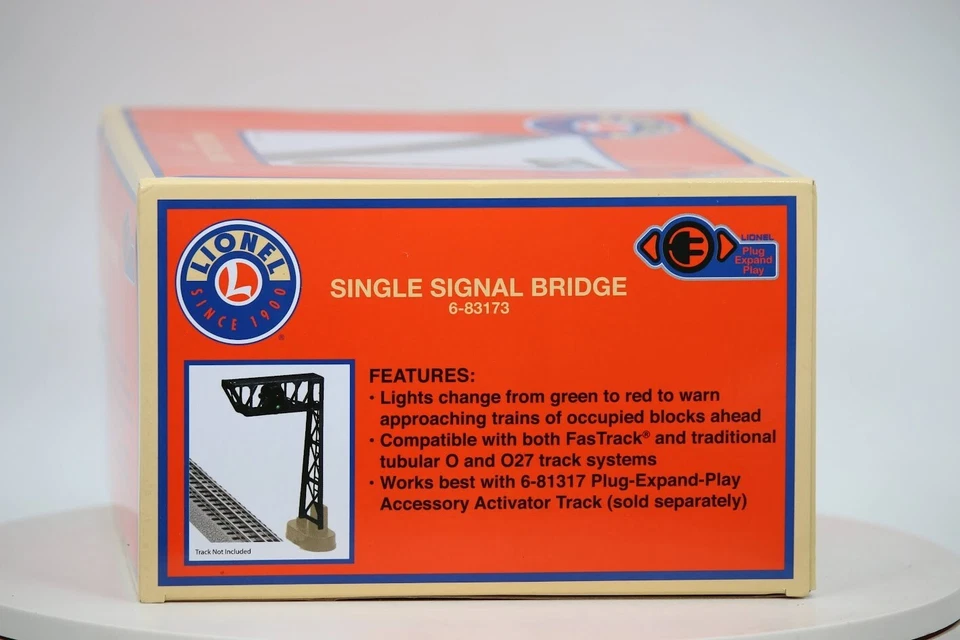 LIONEL
L
SINCE 1900
®
SINGLE SIGNAL BRIDGE
6-83173
LIONEL
Plug
Expand
Play
FEATURES:
• Lights change from green to red to warn
approaching trains of occupied blocks ahead
• Compatible with both FasTrack® and traditional
tubular O and O27 track systems
• Works best with 6-81317 Plug-Expand-Play
Accessory Activator Track (sold separately)
Track Not Included